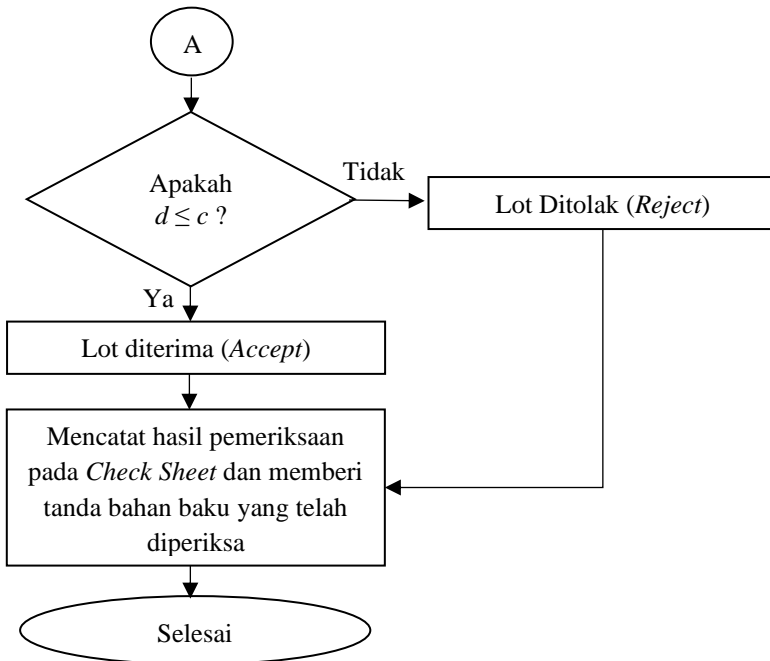 A
Apakah
d ≤ c ?
Tidak
Lot Ditolak (Reject)
Ya
Lot diterima (Accept)
Mencatat hasil pemeriksaan
pada Check Sheet dan memberi
tanda bahan baku yang telah
diperiksa
Selesai